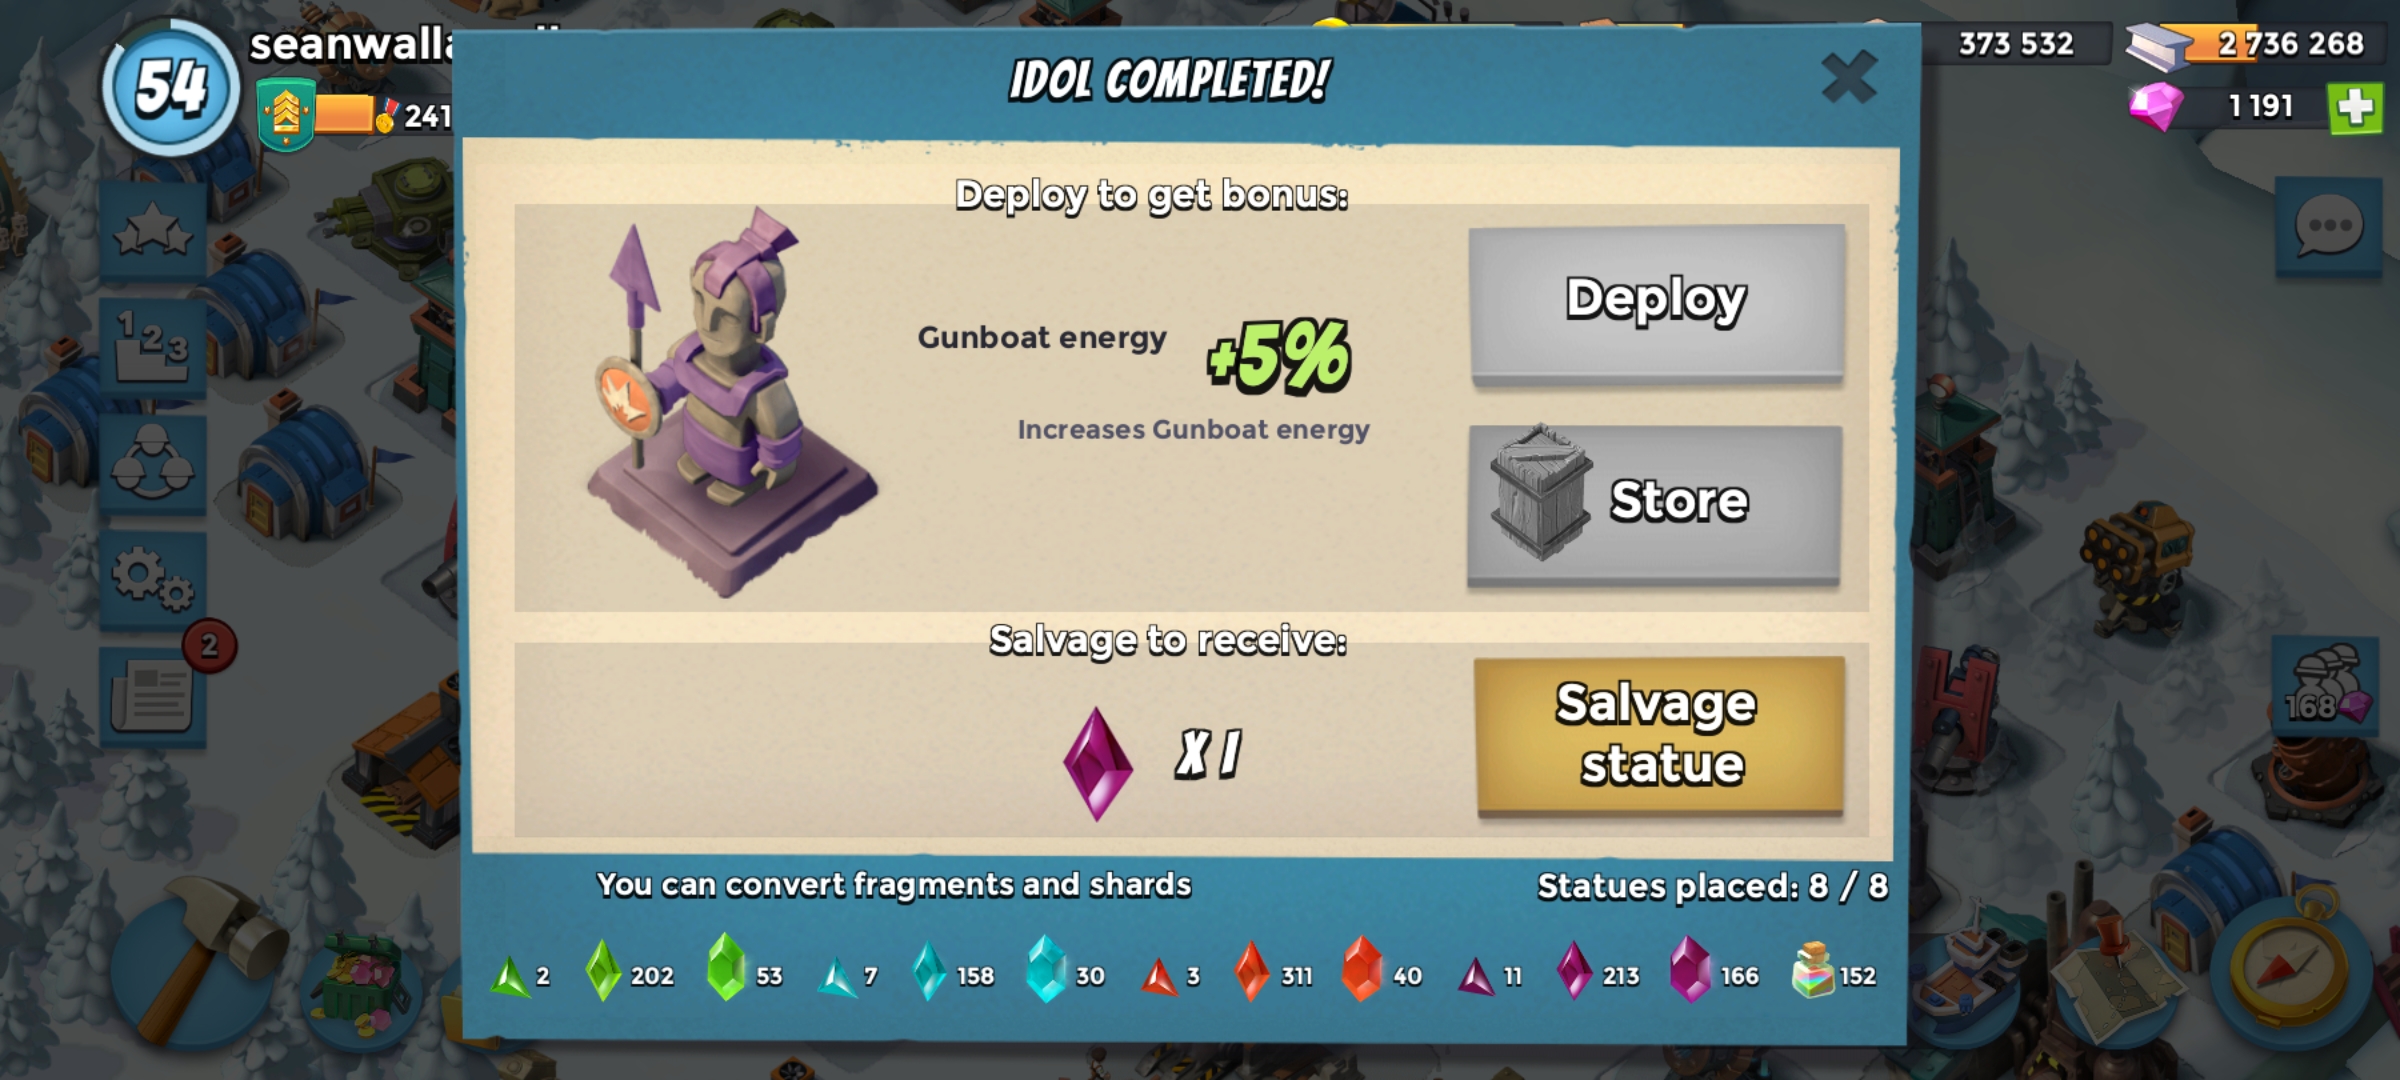 54
241
IDOL COMPLETED!
373 532
2 736 268
1 191
Deploy to get bonus:
Gunboat energy +5%
Increases Gunboat energy
Deploy
Store
123
2
Salvage to receive:
X 1
Salvage
statue
168
You can convert fragments and shards
Statues placed: 8 / 8
2 202 53 7 158 30 3 311 40 11 213 166 152